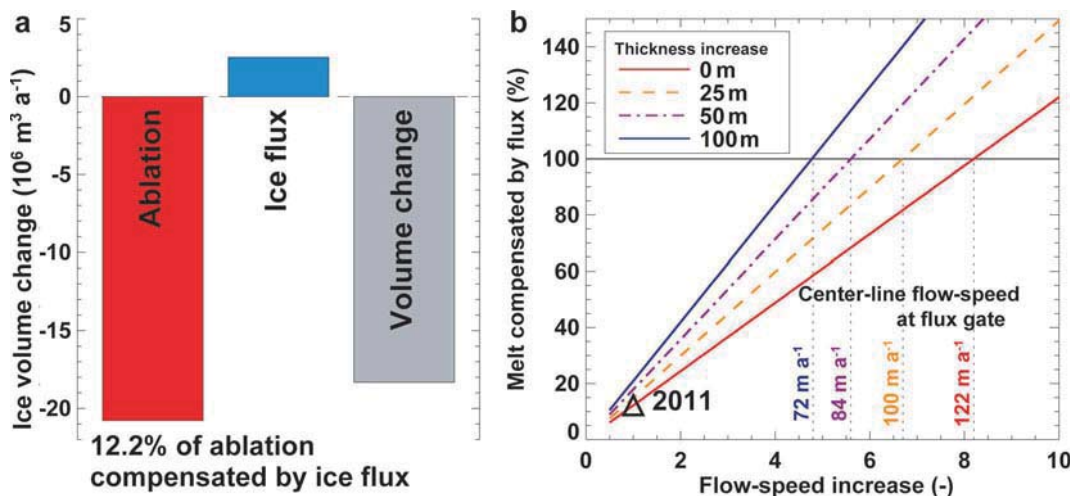 a
Ice volume change (10⁶ m³ a⁻¹)
5
0
-5
-10
-15
-20
Ablation
Ice flux
Volume change
12.2% of ablation
compensated by ice flux
b
Melt compensated by flux (%)
140
120
100
80
60
40
20
0
Thickness increase
0 m
25 m
50 m
100 m
Center-line flow-speed
at flux gate
72 m a⁻¹
84 m a⁻¹
100 m a⁻¹
122 m a⁻¹
2011
0
2
4
6
8
10
Flow-speed increase (-)